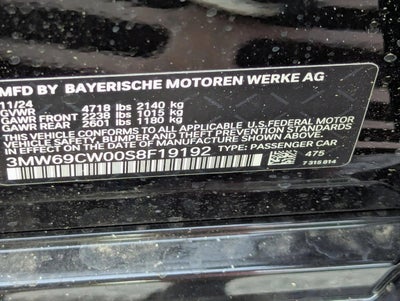 MFD BY BAYERISCHE MOTOREN WERKE AG
11/24
GVWR 4718 lbs 2140 kg
GAWR FRONT 2238 lbs 1015 kg
GAWR REAR 2601 lbs 1180 kg
THIS VEHICLE CONFORMS TO ALL APPLICABLE U.S.FEDERAL MOTOR
VEHICLE SAFETY, BUMPER AND THEFT PREVENTION STANDARDS IN
EFFECT ON THE DATE OF MANUFACTURE SHOWN ABOVE.
3MW69CW00S8F19192 TYPE: PASSENGER CAR
475
7 315 014